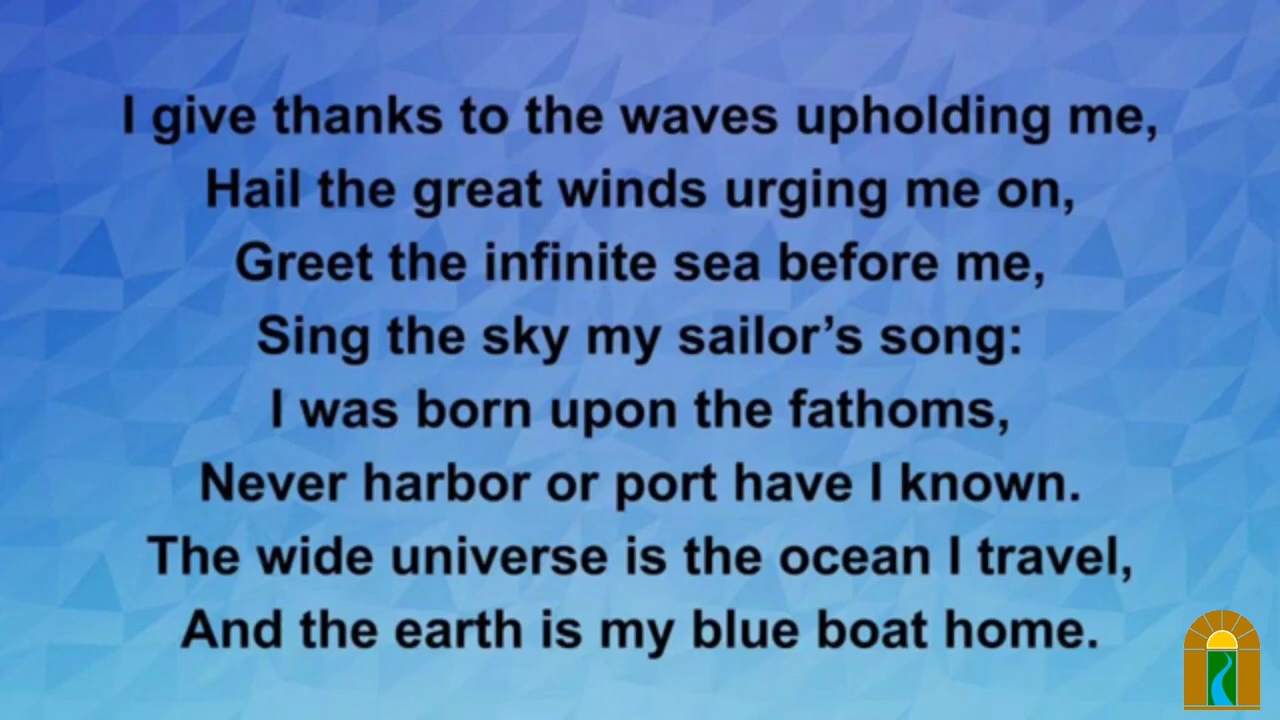 I give thanks to the waves upholding me,
Hail the great winds urging me on,
Greet the infinite sea before me,
Sing the sky my sailor’s song:
I was born upon the fathoms,
Never harbor or port have I known.
The wide universe is the ocean I travel,
And the earth is my blue boat home.